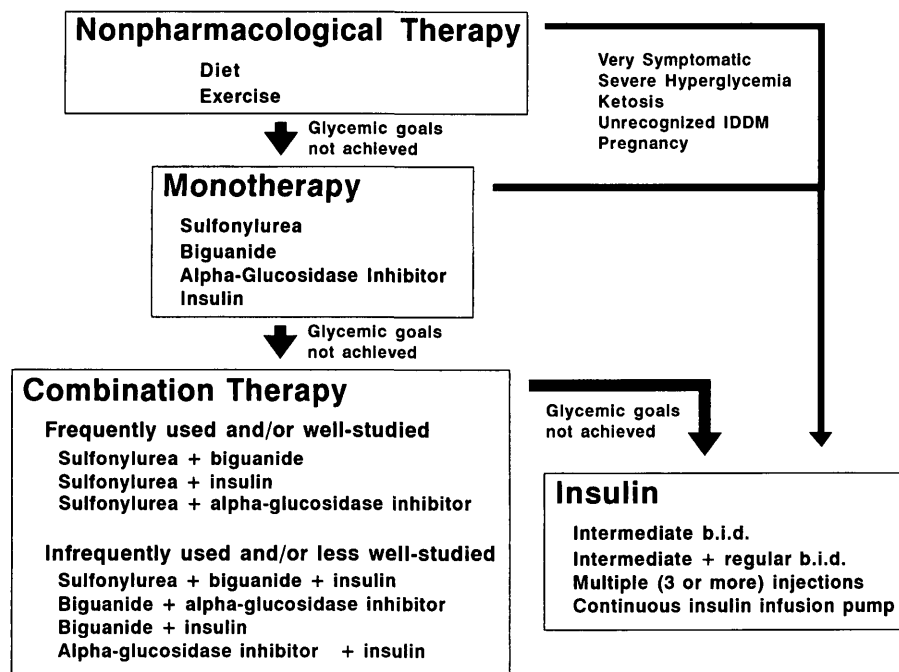 Nonpharmacological Therapy
Diet
Exercise
Very Symptomatic
Severe Hyperglycemia
Ketosis
Unrecognized IDDM
Pregnancy
Glycemic goals
not achieved
Monotherapy
Sulfonylurea
Biguanide
Alpha-Glucosidase Inhibitor
Insulin
Glycemic goals
not achieved
Combination Therapy
Frequently used and/or well-studied
Sulfonylurea + biguanide
Sulfonylurea + insulin
Sulfonylurea + alpha-glucosidase inhibitor
Infrequently used and/or less well-studied
Sulfonylurea + biguanide + insulin
Biguanide + alpha-glucosidase inhibitor
Biguanide + insulin
Alpha-glucosidase inhibitor + insulin
Glycemic goals
not achieved
Insulin
Intermediate b.i.d.
Intermediate + regular b.i.d.
Multiple (3 or more) injections
Continuous insulin infusion pump